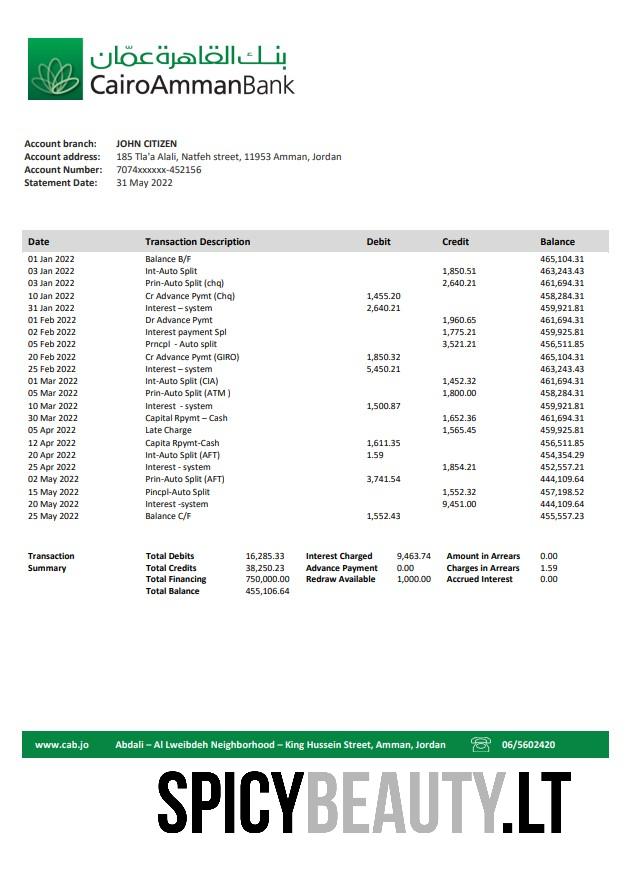 بنك القاهرة عمّان
CairoAmmanBank
Account branch: JOHN CITIZEN
Account address: 185 Tla'a Alali, Natfeh street, 11953 Amman, Jordan
Account Number: 7074xxxxxx-452156
Statement Date: 31 May 2022
Date Transaction Description Debit Credit Balance
01 Jan 2022 Balance B/F 465,104.31
03 Jan 2022 Int-Auto Split 1,850.51 463,243.43
03 Jan 2022 Prin-Auto Split (chq) 2,640.21 461,694.31
10 Jan 2022 Cr Advance Pymt (Chq) 1,455.20 458,284.31
31 Jan 2022 Interest – system 2,640.21 459,921.81
01 Feb 2022 Dr Advance Pymt 1,960.65 461,694.31
02 Feb 2022 Interest payment Spl 1,775.21 459,925.81
05 Feb 2022 Prncpl - Auto split 3,521.21 456,511.85
20 Feb 2022 Cr Advance Pymt (GIRO) 1,850.32 465,104.31
25 Feb 2022 Interest – system 5,450.21 463,243.43
01 Mar 2022 Int-Auto Split (CIA) 1,452.32 461,694.31
05 Mar 2022 Prin-Auto Split (ATM ) 1,800.00 458,284.31
10 Mar 2022 Interest - system 1,500.87 459,921.81
30 Mar 2022 Capital Rpymt – Cash 1,652.36 461,694.31
05 Apr 2022 Late Charge 1,565.45 459,925.81
12 Apr 2022 Capita Rpymt-Cash 1,611.35 456,511.85
20 Apr 2022 Int-Auto Split (AFT) 1.59 454,354.29
25 Apr 2022 Interest - system 1,854.21 452,557.21
02 May 2022 Prin-Auto Split (AFT) 3,741.54 444,109.64
15 May 2022 Pincpl-Auto Split 1,552.32 457,198.52
20 May 2022 Interest -system 9,451.00 444,109.64
25 May 2022 Balance C/F 1,552.43 455,557.23
Transaction Total Debits 16,285.33 Interest Charged 9,463.74 Amount in Arrears 0.00
Summary Total Credits 38,250.23 Advance Payment 0.00 Charges in Arrears 1.59
Total Financing 750,000.00 Redraw Available 1,000.00 Accrued Interest 0.00
Total Balance 455,106.64
www.cab.jo Abdali – Al Lweibdeh Neighborhood – King Hussein Street, Amman, Jordan 06/5602420
SPICYBEAUTY.LT